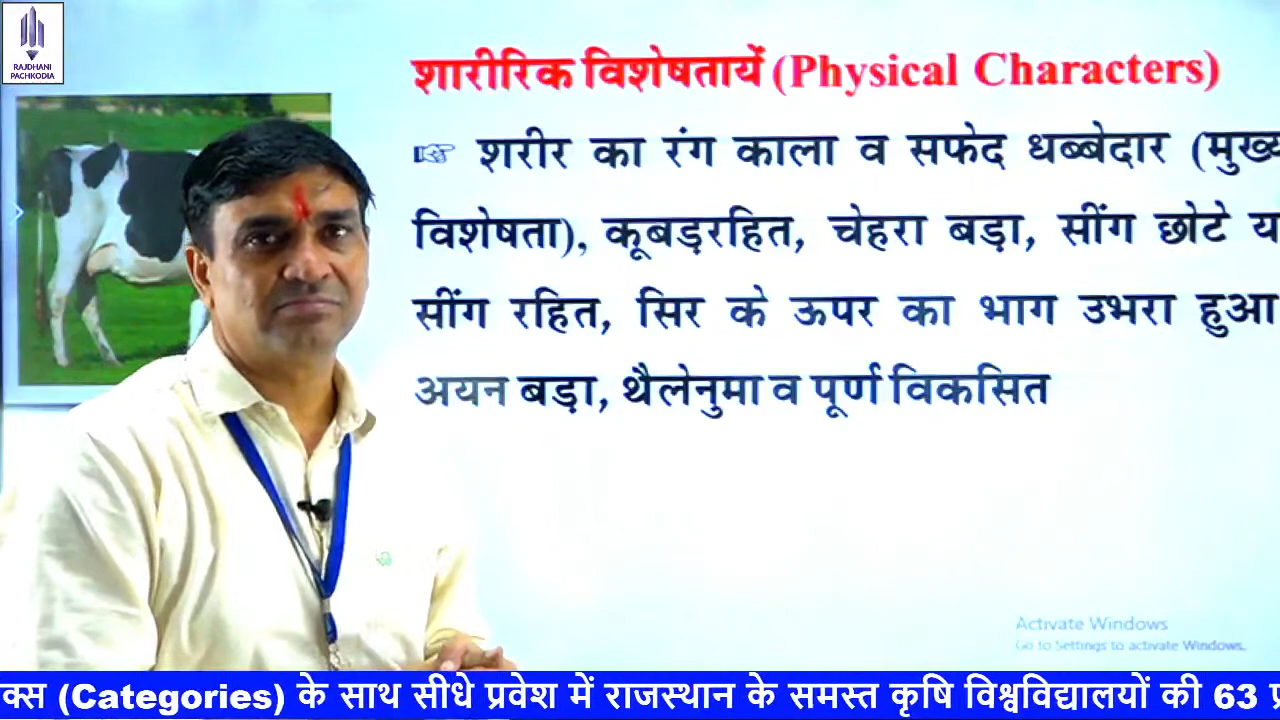 RAJDHANI
PACHKODIA
शारीरिक विशेषतायें (Physical Characters)
☞ शरीर का रंग काला व सफेद धब्बेदार (मुख्य
विशेषता), कूबड़रहित, चेहरा बड़ा, सींग छोटे य
सींग रहित, सिर के ऊपर का भाग उभरा हुआ
अयन बड़ा, थैलेनुमा व पूर्ण विकसित
Activate Windows
Go to Settings to activate Windows.
क्स (Categories) के साथ सीधे प्रवेश में राजस्थान के समस्त कृषि विश्वविद्यालयों की 63 प्र